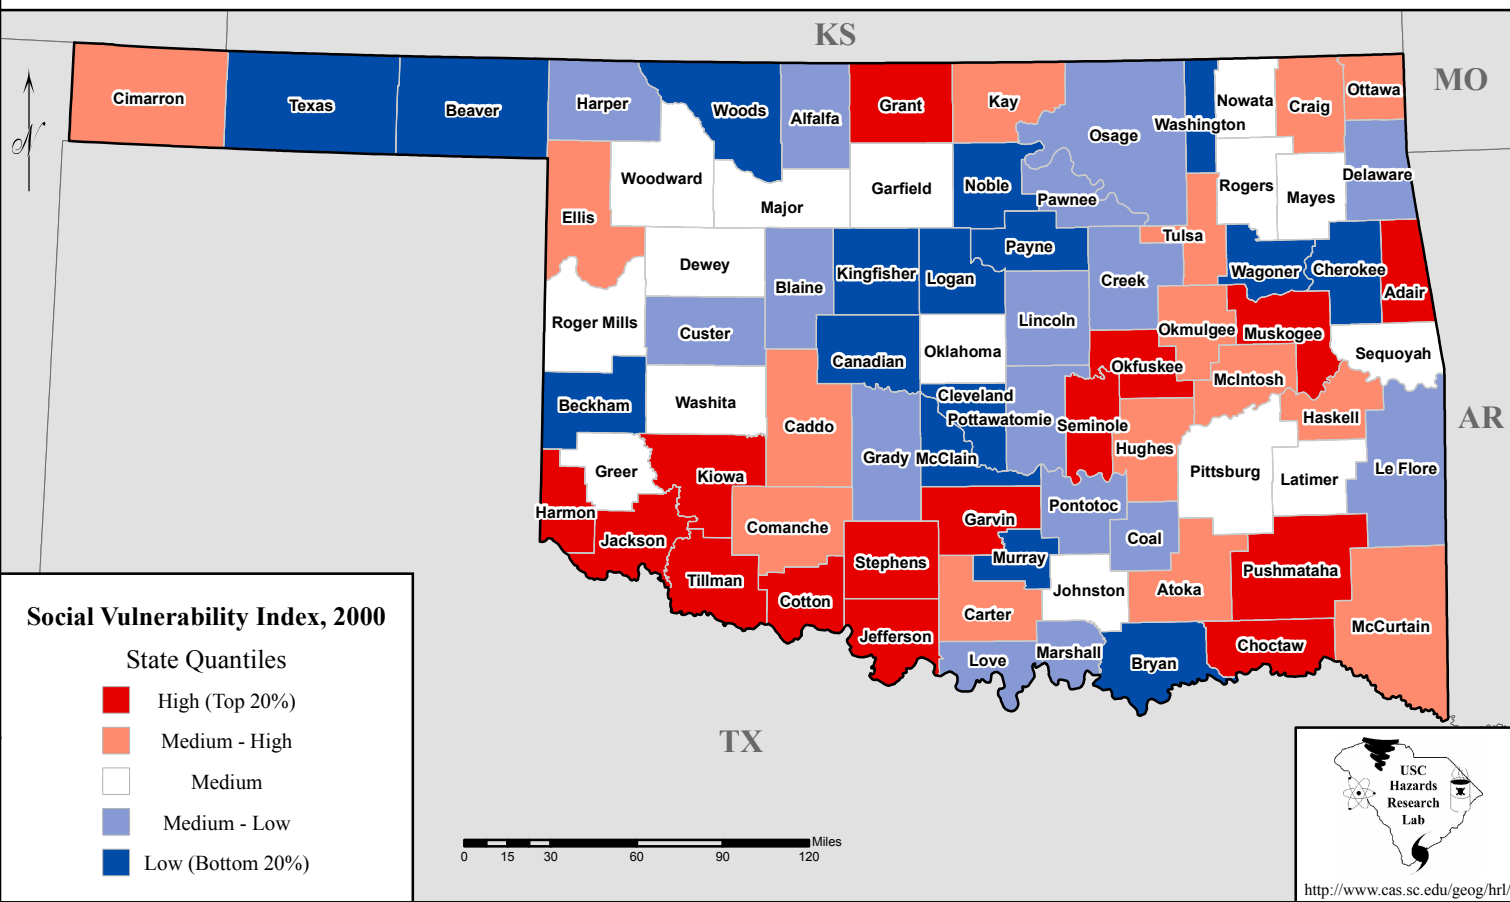 KS
MO
Cimarron
Texas
Beaver
Harper
Woods
Alfalfa
Grant
Kay
Osage
Washington
Nowata
Craig
Ottawa
Ellis
Woodward
Major
Garfield
Noble
Pawnee
Rogers
Mayes
Delaware
Dewey
Blaine
Kingfisher
Logan
Payne
Creek
Tulsa
Wagoner
Cherokee
Adair
Roger Mills
Custer
Canadian
Oklahoma
Lincoln
Okmulgee
Muskogee
Sequoyah
Beckham
Washita
Caddo
Cleveland
Pottawatomie
Okfuskee
Seminole
McIntosh
Haskell
AR
Greer
Kiowa
Grady
McClain
Hughes
Pittsburg
Latimer
Le Flore
Harmon
Jackson
Comanche
Garvin
Pontotoc
Coal
Tillman
Cotton
Stephens
Murray
Johnston
Atoka
Pushmataha
Jefferson
Carter
Love
Marshall
Bryan
Choctaw
McCurtain
TX
N
Social Vulnerability Index, 2000
State Quantiles
High (Top 20%)
Medium - High
Medium
Medium - Low
Low (Bottom 20%)
Miles
0 15 30 60 90 120
USC
Hazards
Research
Lab
http://www.cas.sc.edu/geog/hrl/